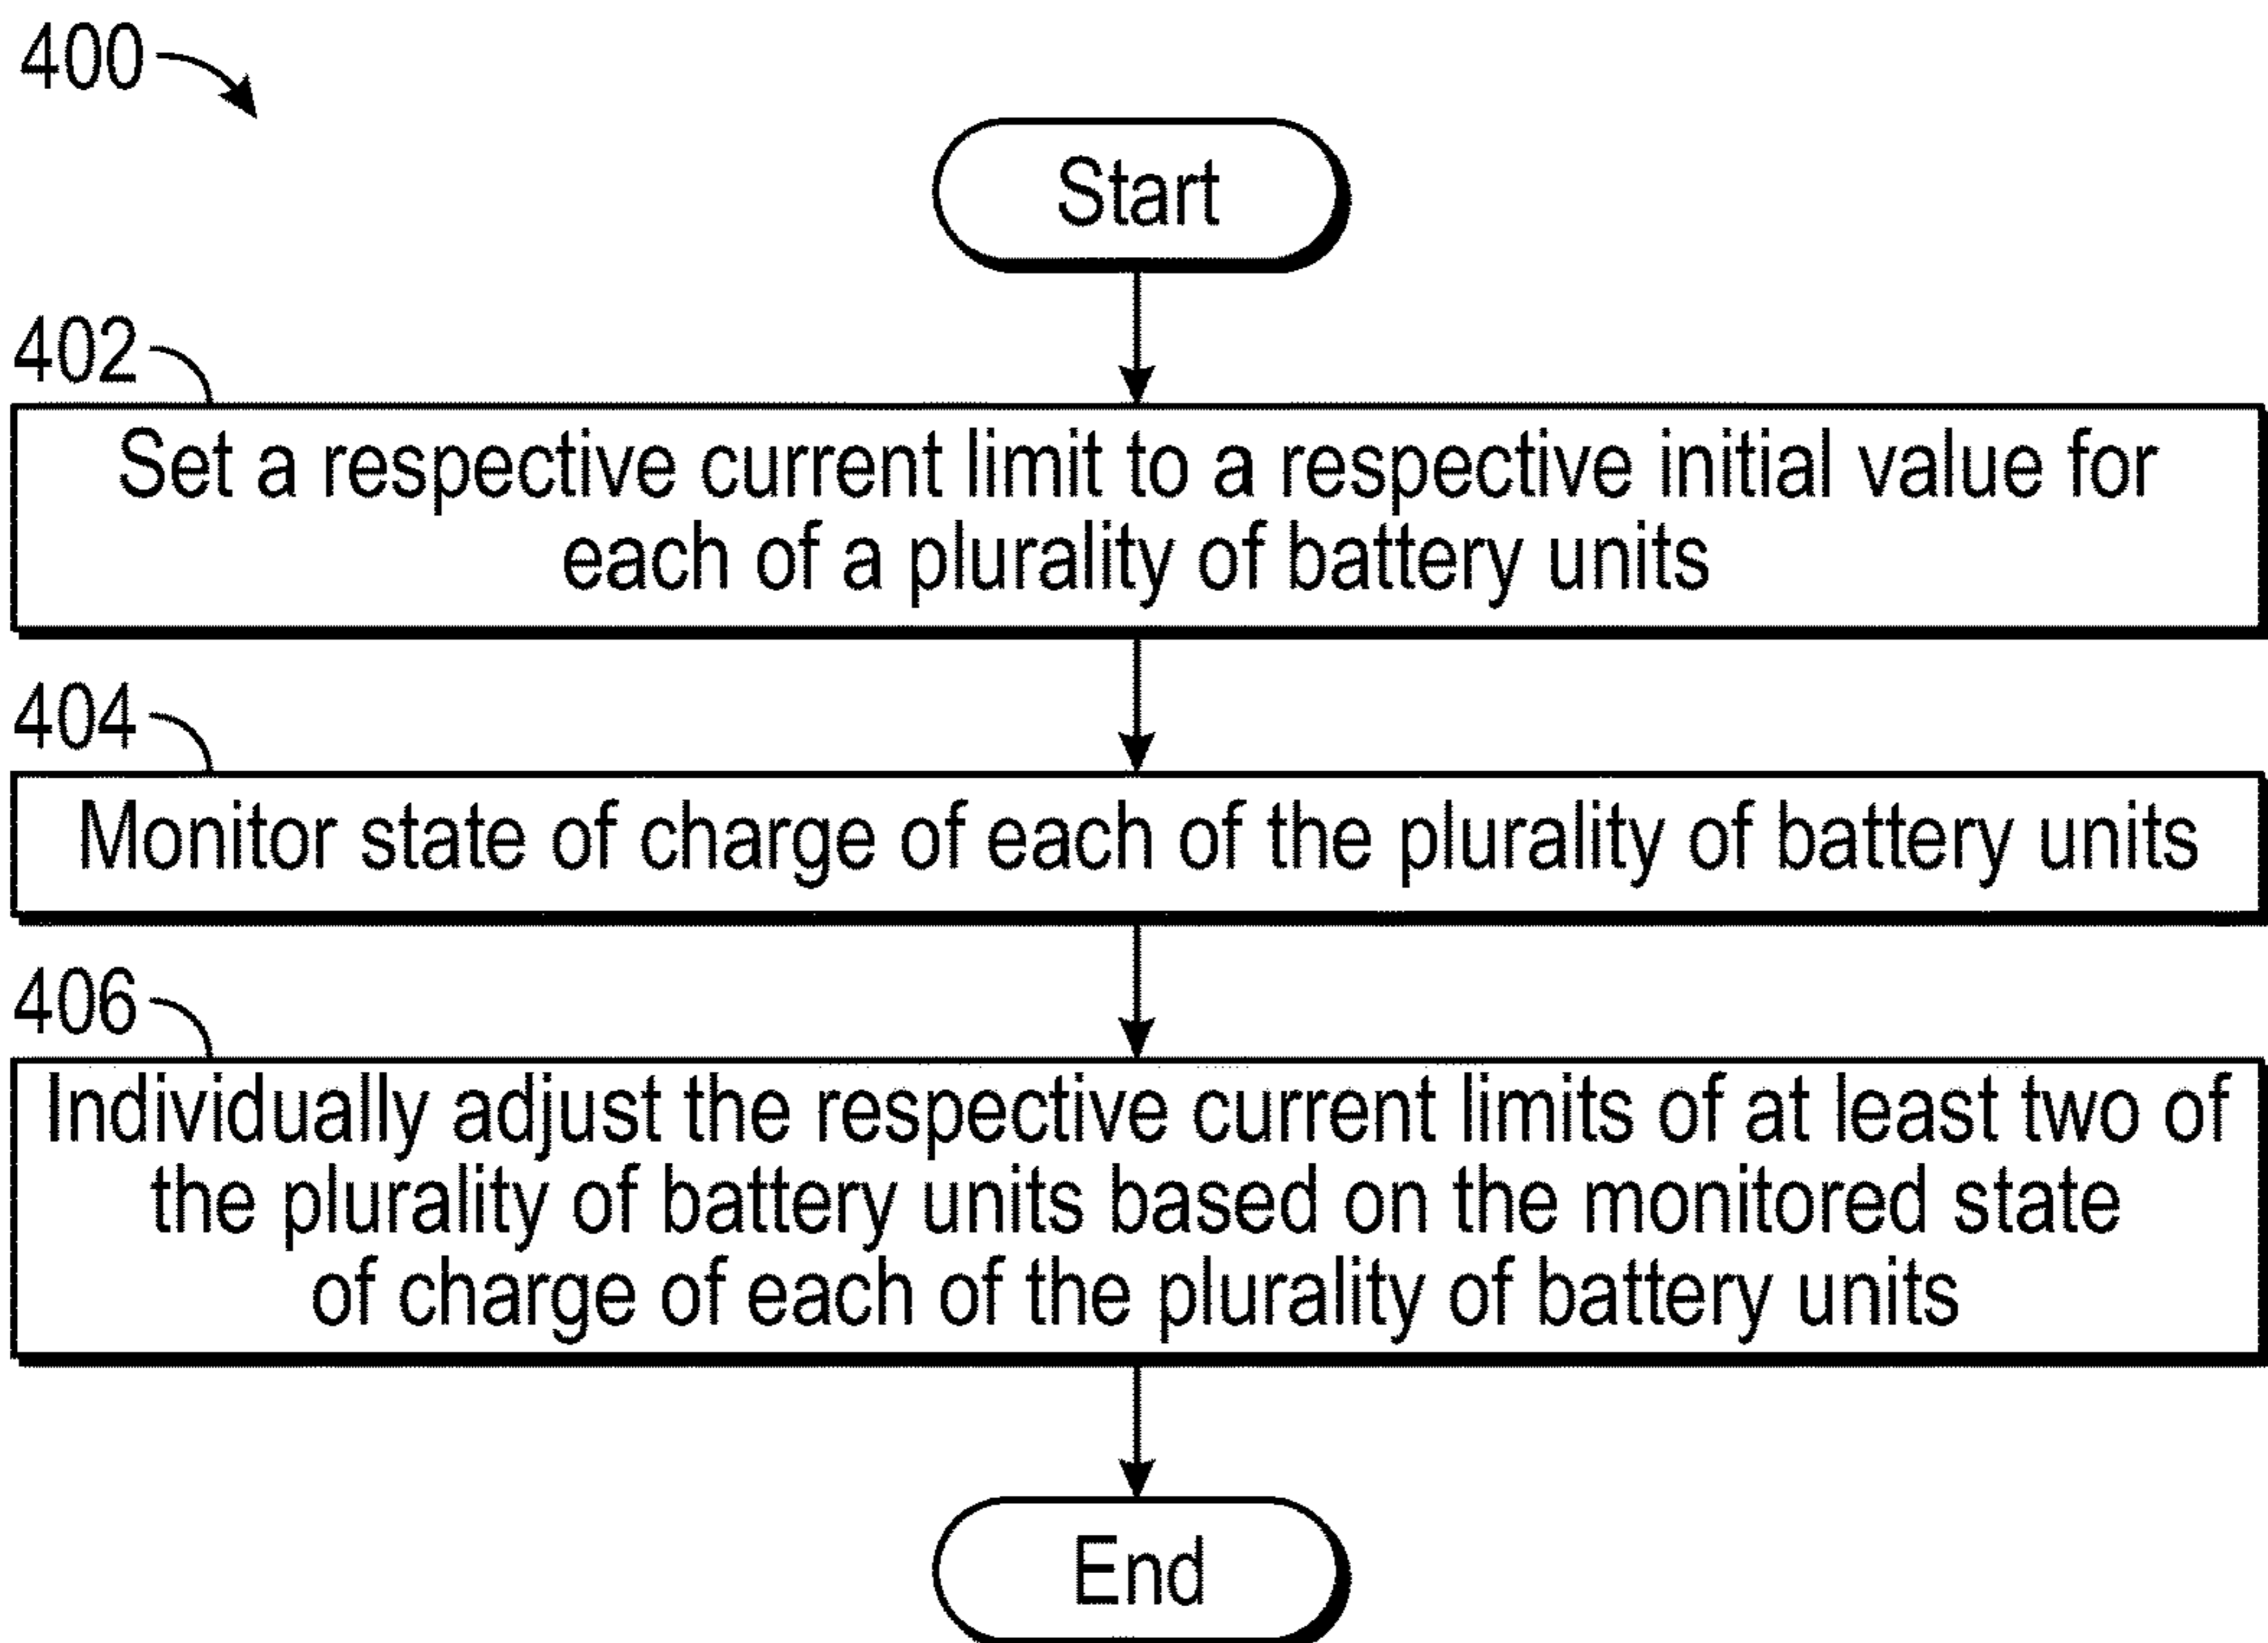 400
Start
402
Set a respective current limit to a respective initial value for
each of a plurality of battery units
404
Monitor state of charge of each of the plurality of battery units
406
Individually adjust the respective current limits of at least two of
the plurality of battery units based on the monitored state
of charge of each of the plurality of battery units
End